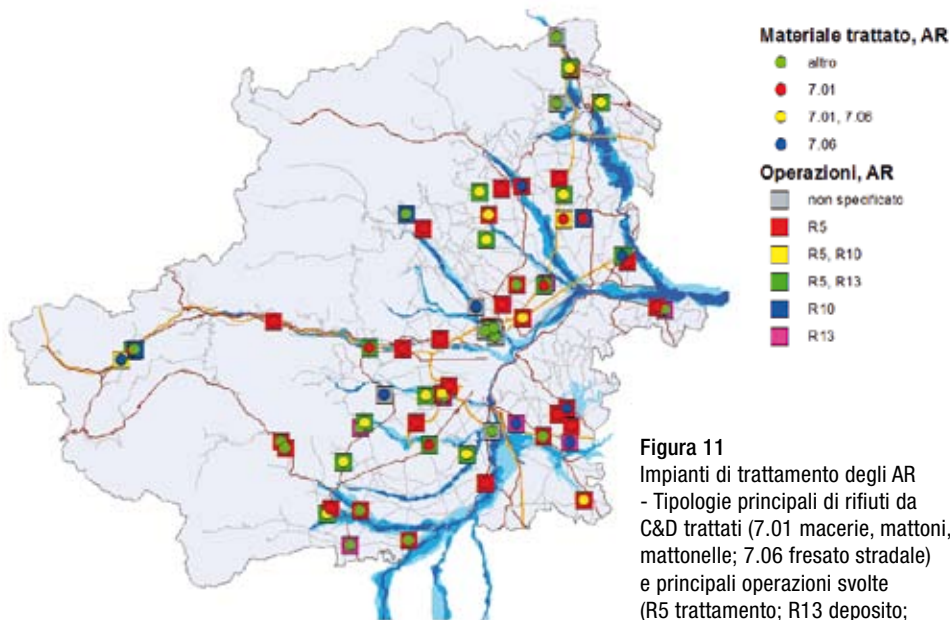 Materiale trattato, AR
altro
7.01
7.01, 7.06
7.06
Operazioni, AR
non specificato
R5
R5, R10
R5, R13
R10
R13
Figura 11
Impianti di trattamento degli AR
- Tipologie principali di rifiuti da
C&D trattati (7.01 macerie, mattoni,
mattonelle; 7.06 fresato stradale)
e principali operazioni svolte
(R5 trattamento; R13 deposito;